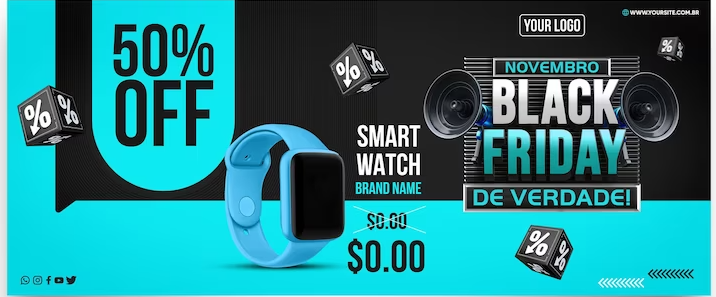 50%
OFF
YOUR LOGO
WWW.YOURSITE.COM.BR
NOVEMBRO
BLACK
FRIDAY
DE VERDADE!
SMART
WATCH
BRAND NAME
$0.00
$0.00
%
%
%
%
%
%
%
%